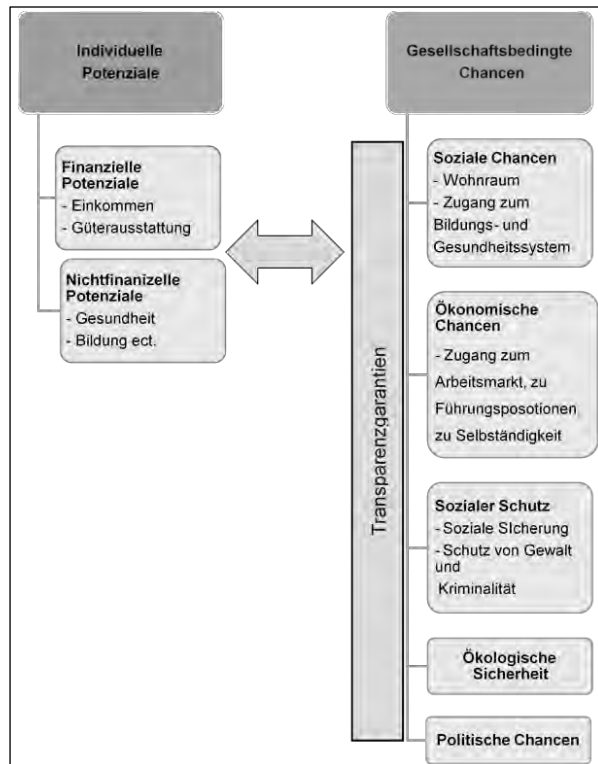 Individuelle
Potenziale
Finanzielle
Potenziale
- Einkommen
- Güterausstattung
Nichtfinanizelle
Potenziale
- Gesundheit
- Bildung ect.
Gesellschaftsbedingte
Chancen
Transparenzgarantien
Soziale Chancen
- Wohnraum
- Zugang zum
Bildungs- und
Gesundheitssystem
Ökonomische
Chancen
- Zugang zum
Arbeitsmarkt, zu
Führungsposotionen
zu Selbständigkeit
Sozialer Schutz
- Soziale SIcherung
- Schutz von Gewalt
und
Kriminalität
Ökologische
Sicherheit
Politische Chancen